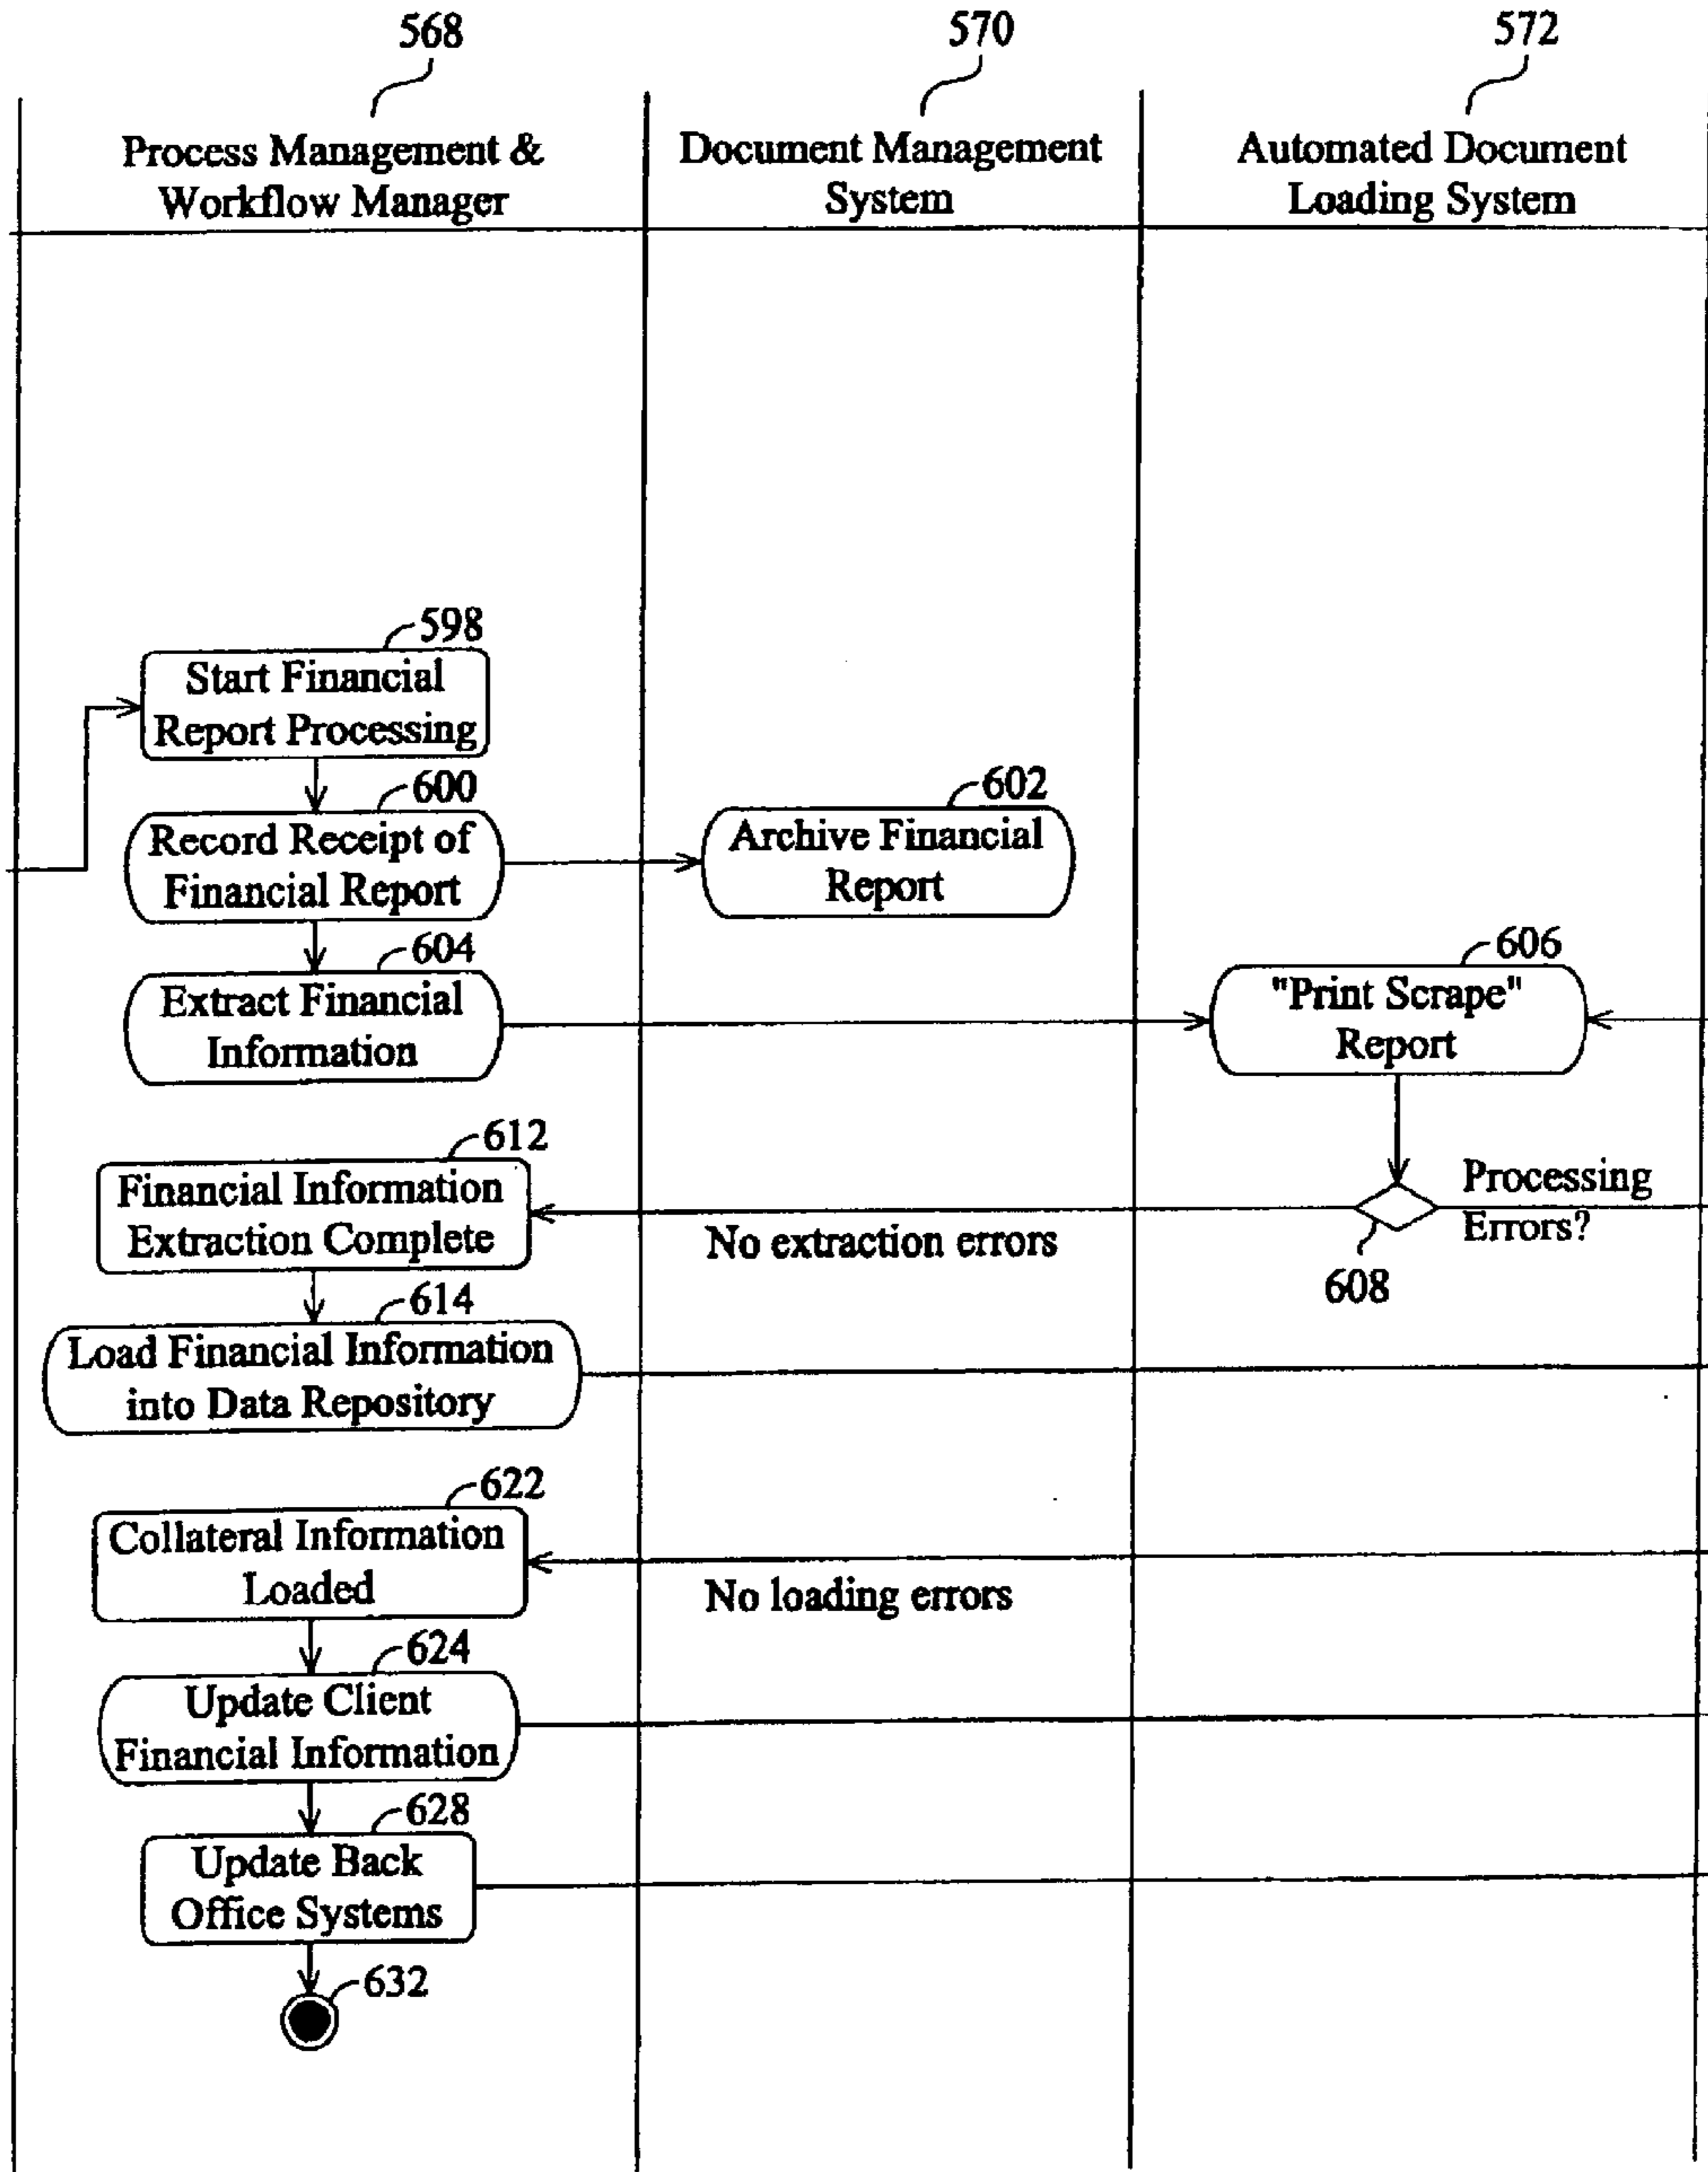 568
570
572
Process Management &
Workflow Manager
Document Management
System
Automated Document
Loading System
598
Start Financial
Report Processing
600
Record Receipt of
Financial Report
602
Archive Financial
Report
604
Extract Financial
Information
606
"Print Scrape"
Report
612
Financial Information
Extraction Complete
No extraction errors
Processing
Errors?
608
614
Load Financial Information
into Data Repository
622
Collateral Information
Loaded
No loading errors
624
Update Client
Financial Information
628
Update Back
Office Systems
632